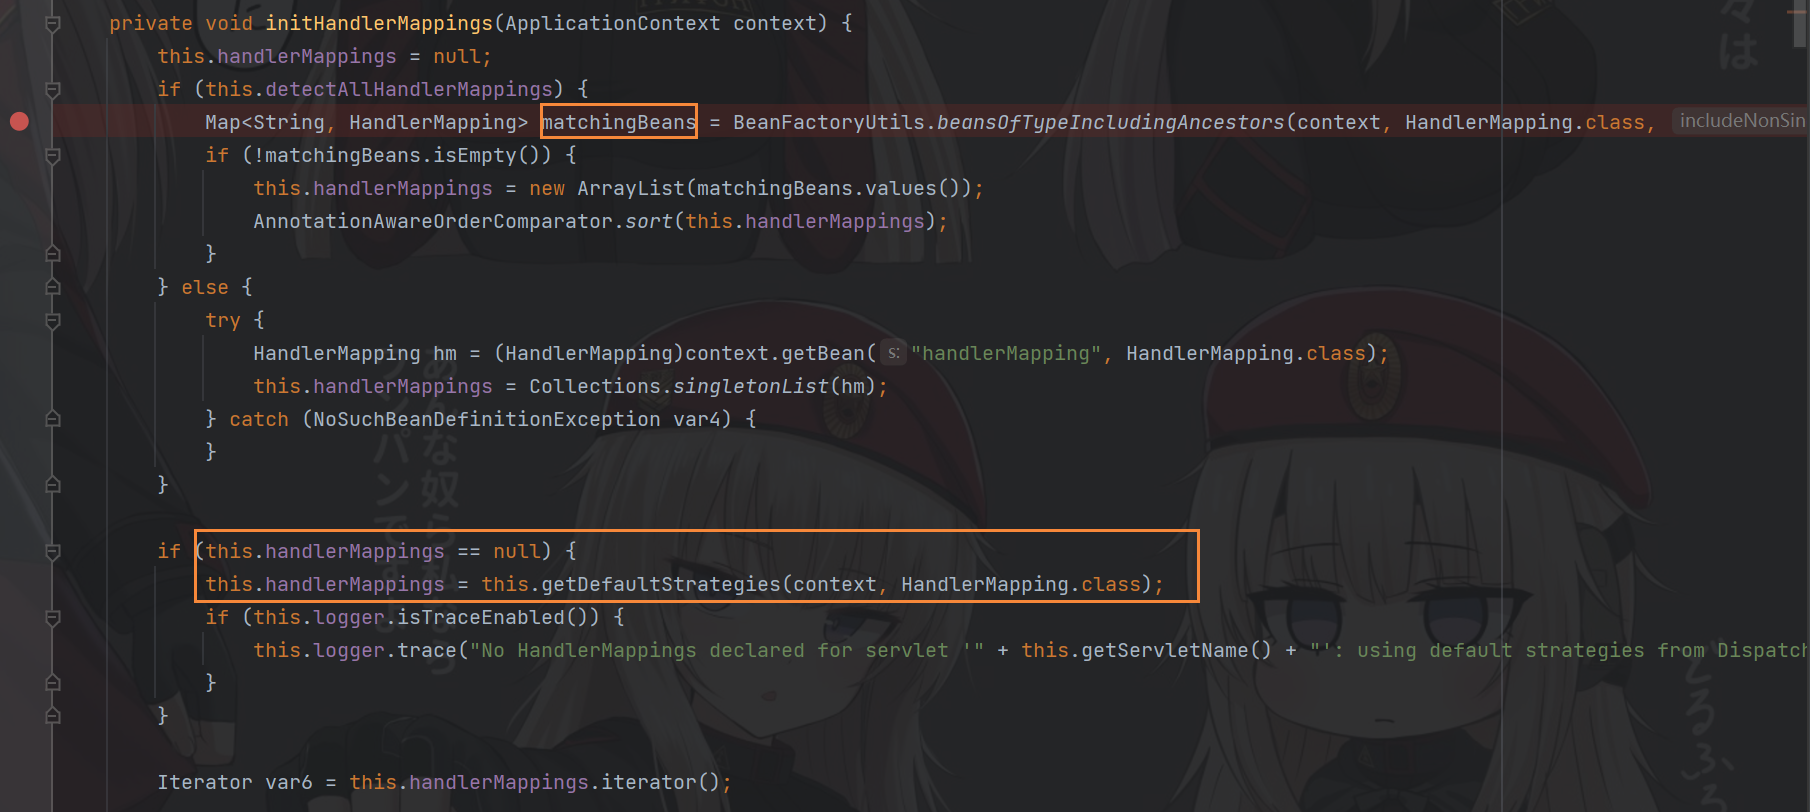 private void initHandlerMappings(ApplicationContext context) {
this.handlerMappings = null;
if (this.detectAllHandlerMappings) {
Map<String, HandlerMapping> matchingBeans = BeanFactoryUtils.beansOfTypeIncludingAncestors(context, HandlerMapping.class, includeNonSin
if (!matchingBeans.isEmpty()) {
this.handlerMappings = new ArrayList(matchingBeans.values());
AnnotationAwareOrderComparator.sort(this.handlerMappings);
}
} else {
try {
HandlerMapping hm = (HandlerMapping)context.getBean( s: "handlerMapping", HandlerMapping.class);
this.handlerMappings = Collections.singletonList(hm);
} catch (NoSuchBeanDefinitionException var4) {
}
}
if (this.handlerMappings == null) {
this.handlerMappings = this.getDefaultStrategies(context, HandlerMapping.class);
if (this.logger.isTraceEnabled()) {
this.logger.trace("No HandlerMappings declared for servlet '" + this.getServletName() + "': using default strategies from Dispatch
}
}
Iterator var6 = this.handlerMappings.iterator();